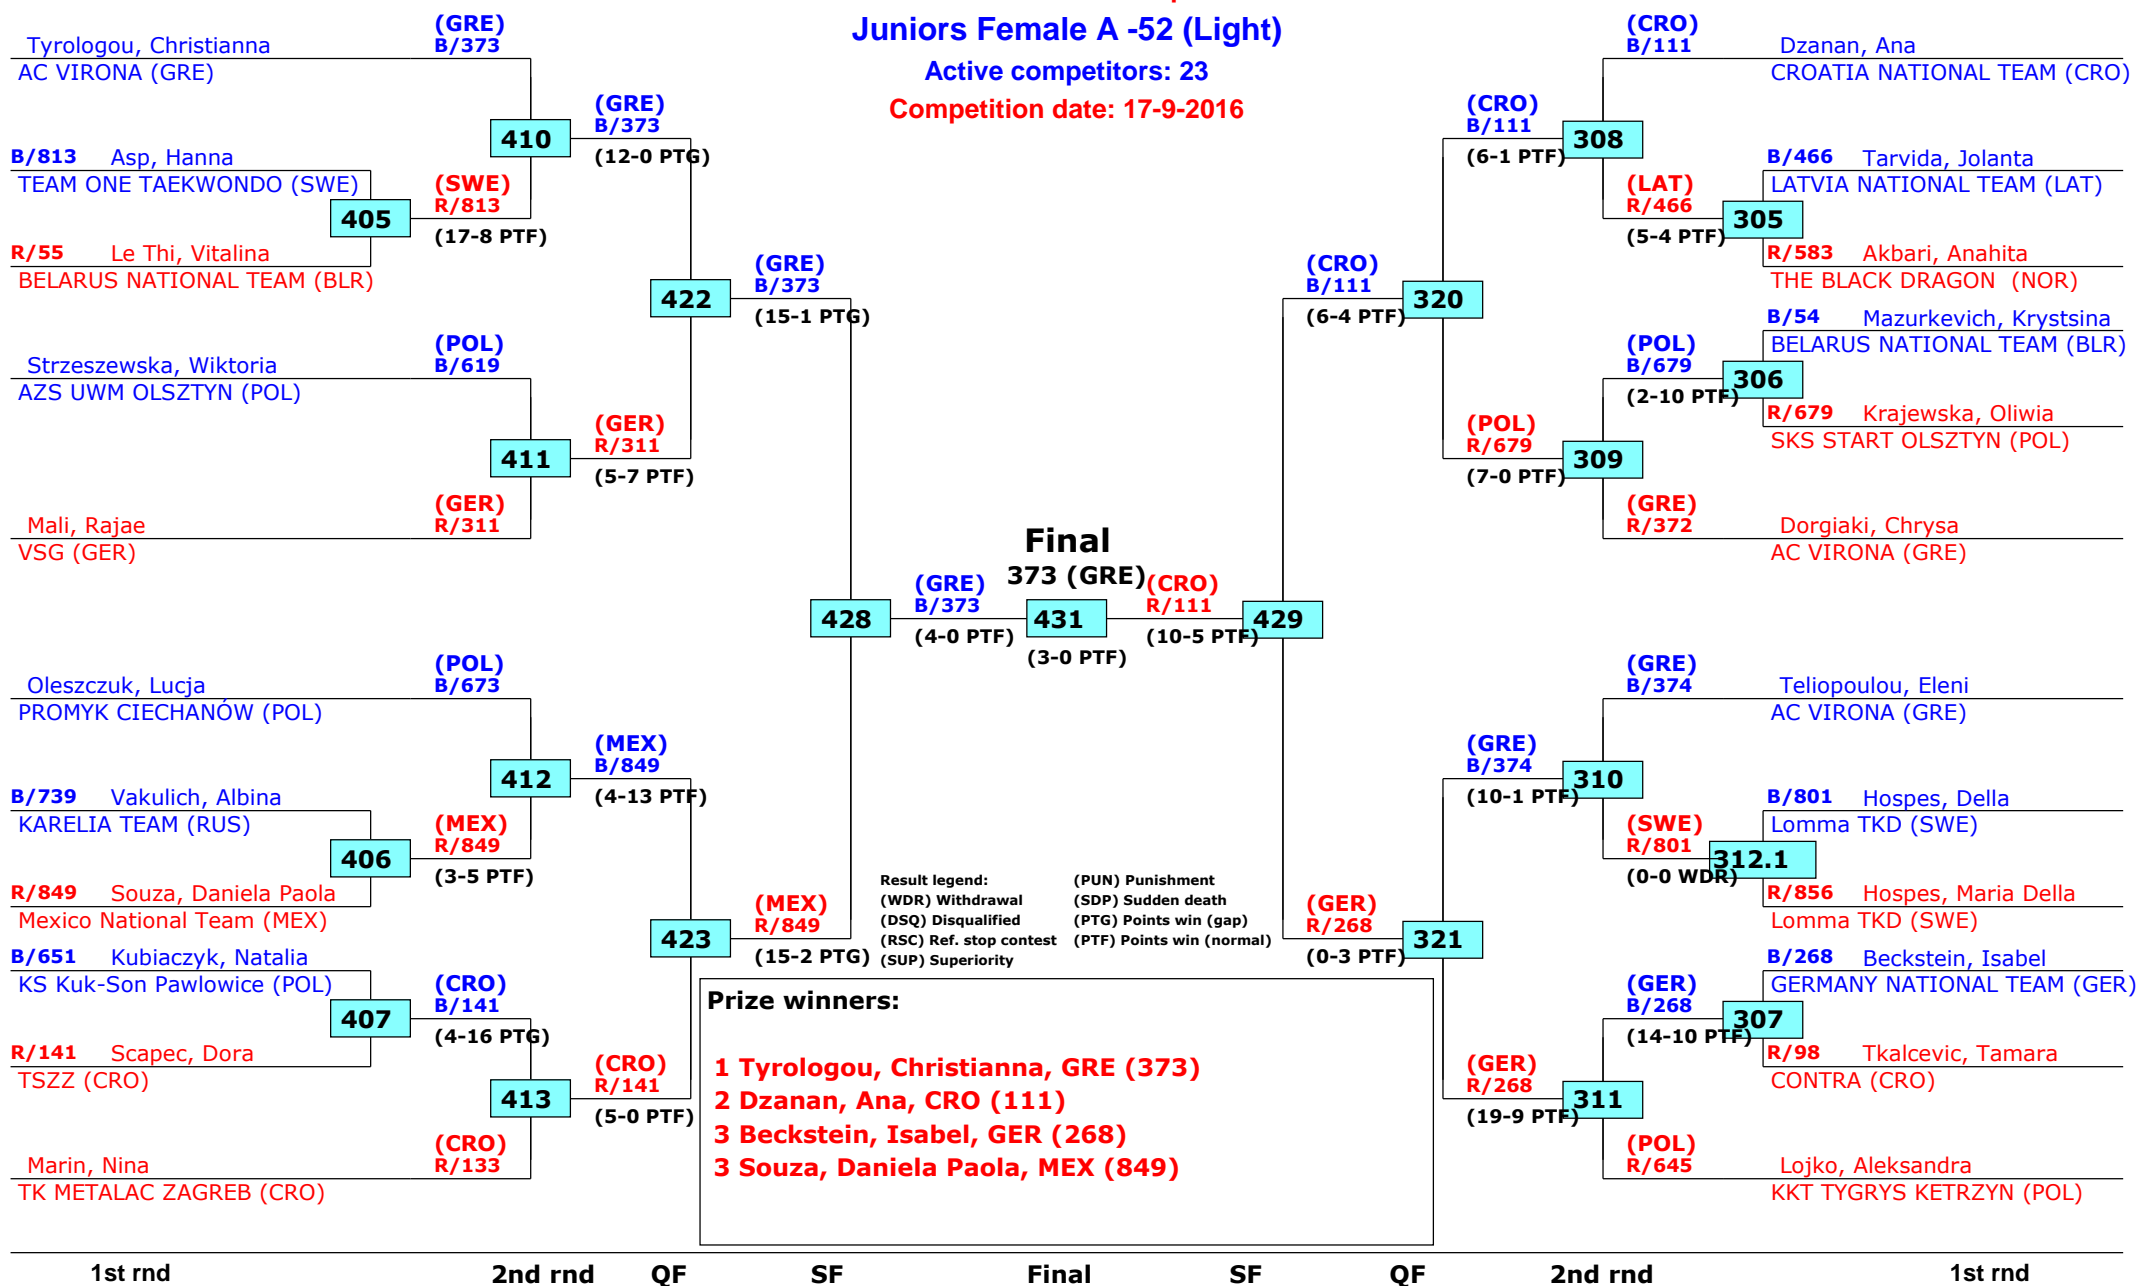 Juniors Female A -52 (Light)
Active competitors: 23
Competition date: 17-9-2016
Tyrologou, Christianna
AC VIRONA (GRE)
(GRE)
B/373
B/813 Asp, Hanna
TEAM ONE TAEKWONDO (SWE)
405
R/55 Le Thi, Vitalina
BELARUS NATIONAL TEAM (BLR)
(SWE)
R/813
(17-8 PTF)
410
(GRE)
B/373
(12-0 PTG)
Strzeszewska, Wiktoria
AZS UWM OLSZTYN (POL)
(POL)
B/619
411
Mali, Rajae
VSG (GER)
(GER)
R/311
(GER)
R/311
(5-7 PTF)
422
(GRE)
B/373
(15-1 PTG)
Oleszczuk, Lucja
PROMYK CIECHANÓW (POL)
(POL)
B/673
B/739 Vakulich, Albina
KARELIA TEAM (RUS)
406
R/849 Souza, Daniela Paola
Mexico National Team (MEX)
(MEX)
R/849
(3-5 PTF)
412
(MEX)
B/849
(4-13 PTF)
B/651 Kubiaczyk, Natalia
KS Kuk-Son Pawlowice (POL)
407
R/141 Scapec, Dora
TSZZ (CRO)
(CRO)
B/141
(4-16 PTG)
413
Marin, Nina
TK METALAC ZAGREB (CRO)
(CRO)
R/133
(CRO)
R/141
(5-0 PTF)
423
(MEX)
R/849
(15-2 PTG)
428
(GRE)
B/373
(4-0 PTF)
Final
373 (GRE)
431
(3-0 PTF)
(CRO)
R/111
(10-5 PTF)
429
(CRO)
B/111
(6-4 PTF)
320
(CRO)
B/111
(6-1 PTF)
308
(CRO)
B/111
Dzanan, Ana
CROATIA NATIONAL TEAM (CRO)
(LAT)
R/466
(5-4 PTF)
305
B/466 Tarvida, Jolanta
LATVIA NATIONAL TEAM (LAT)
R/583 Akbari, Anahita
THE BLACK DRAGON (NOR)
(POL)
R/679
(7-0 PTF)
309
(POL)
B/679
(2-10 PTF)
306
B/54 Mazurkevich, Krystsina
BELARUS NATIONAL TEAM (BLR)
R/679 Krajewska, Oliwia
SKS START OLSZTYN (POL)
(GRE)
R/372
Dorgiaki, Chrysa
AC VIRONA (GRE)
(GER)
R/268
(0-3 PTF)
321
(GRE)
B/374
(10-1 PTF)
310
(GRE)
B/374
Teliopoulou, Eleni
AC VIRONA (GRE)
(SWE)
R/801
(0-0 WDR)
312.1
B/801 Hospes, Della
Lomma TKD (SWE)
R/856 Hospes, Maria Della
Lomma TKD (SWE)
(GER)
R/268
(19-9 PTF)
311
(GER)
B/268
(14-10 PTF)
307
B/268 Beckstein, Isabel
GERMANY NATIONAL TEAM (GER)
R/98 Tkalcevic, Tamara
CONTRA (CRO)
(POL)
R/645
Lojko, Aleksandra
KKT TYGRYS KETRZYN (POL)
Result legend: (PUN) Punishment
(WDR) Withdrawal (SDP) Sudden death
(DSQ) Disqualified (PTG) Points win (gap)
(RSC) Ref. stop contest (PTF) Points win (normal)
(SUP) Superiority
Prize winners:
1 Tyrologou, Christianna, GRE (373)
2 Dzanan, Ana, CRO (111)
3 Beckstein, Isabel, GER (268)
3 Souza, Daniela Paola, MEX (849)
1st rnd 2nd rnd QF SF Final SF QF 2nd rnd 1st rnd